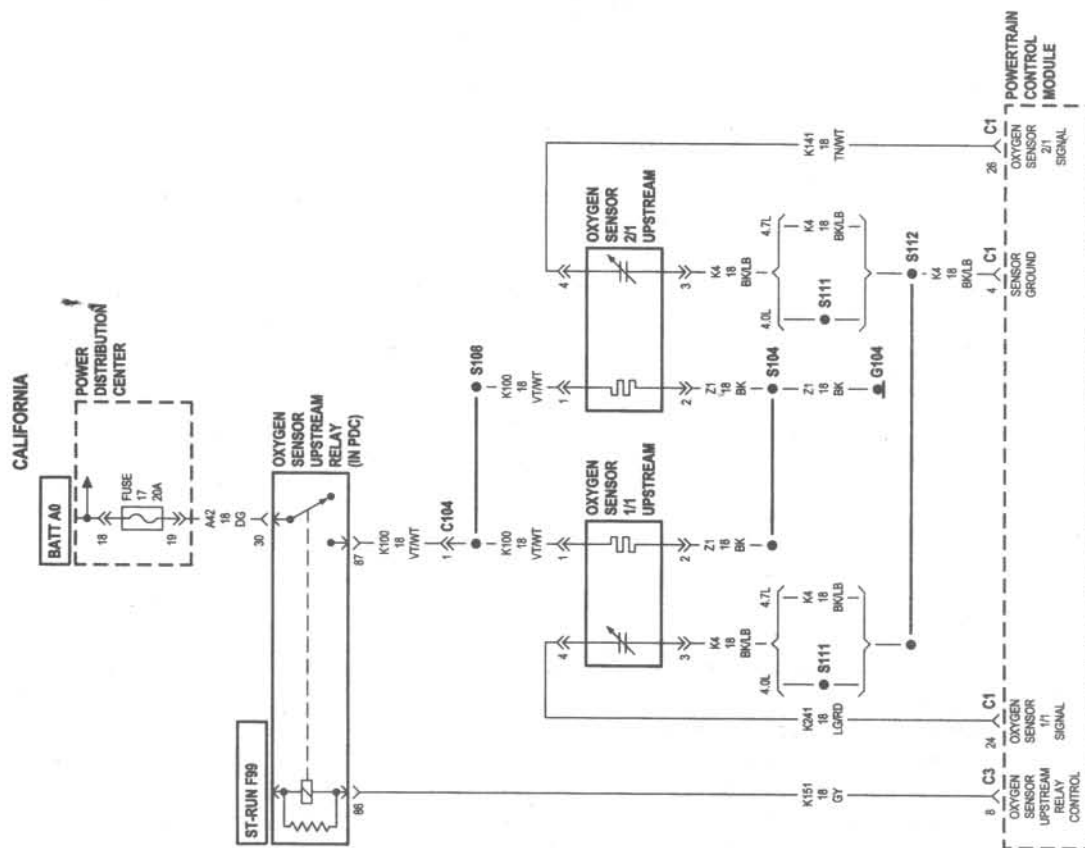 CALIFORNIA
BATT A0
POWER
DISTRIBUTION
CENTER
18
FUSE
17
20A
19
A42
18
DG
ST-RUN F99
30
OXYGEN
SENSOR
UPSTREAM
RELAY
(IN PDC)
86
87
K100
18
VT/WT
1
C104
S108
K100
18
VT/WT
K100
18
VT/WT
4
1
OXYGEN
SENSOR
1/1
UPSTREAM
1
4
OXYGEN
SENSOR
2/1
UPSTREAM
3
2
2
3
K4
18
BK/LB
Z1
18
BK
Z1
18
BK
K4
18
BK/LB
S104
4.0L
4.7L
S111
K4
18
BK/LB
Z1
18
BK
G104
4.0L
4.7L
S111
K4
18
BK/LB
K151
18
GY
K241
18
LG/RD
K141
18
TN/WT
S112
K4
18
BK/LB
8
C3
OXYGEN
SENSOR
UPSTREAM
RELAY
CONTROL
24
C1
OXYGEN
SENSOR
1/1
SIGNAL
4
C1
SENSOR
GROUND
26
C1
OXYGEN
SENSOR
2/1
SIGNAL
POWERTRAIN
CONTROL
MODULE